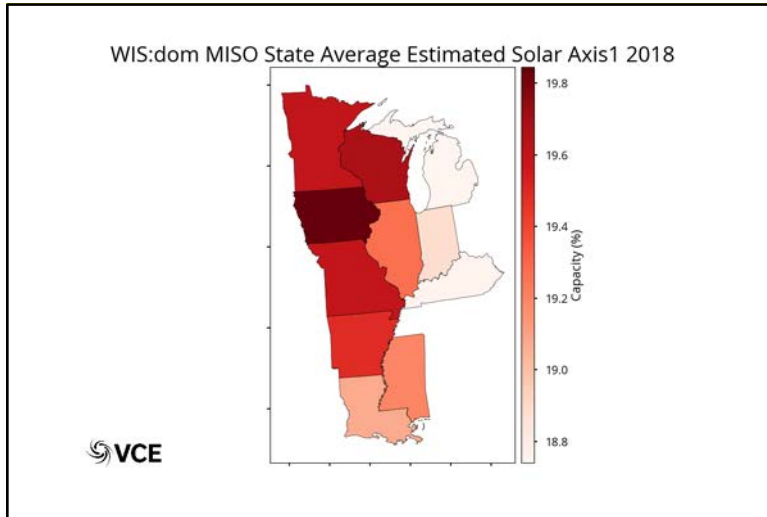 WIS:dom MISO State Average Estimated Solar Axis1 2018
19.8
19.6
19.4
19.2
19.0
18.8
Capacity (%)
VCE